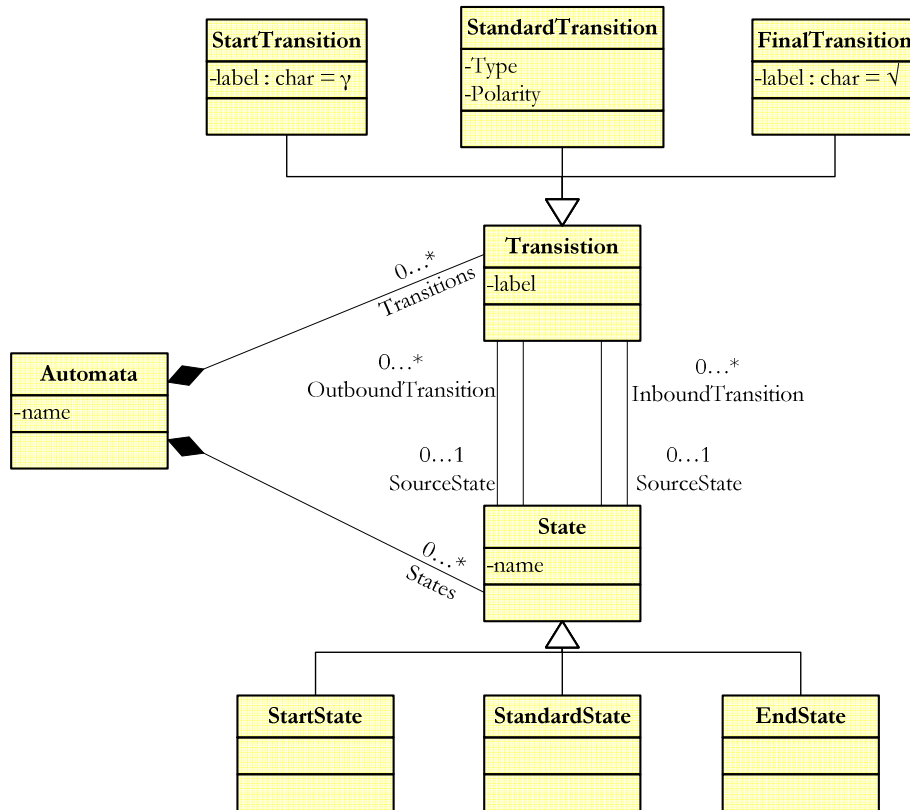 StartTransition
-label : char = γ
StandardTransition
-Type
-Polarity
FinalTransition
-label : char = √
Transistion
-label
0...*
Transitions
Automata
-name
0...*
OutboundTransition
0...*
InboundTransition
0...1
SourceState
0...1
SourceState
State
-name
0...*
States
StartState
StandardState
EndState